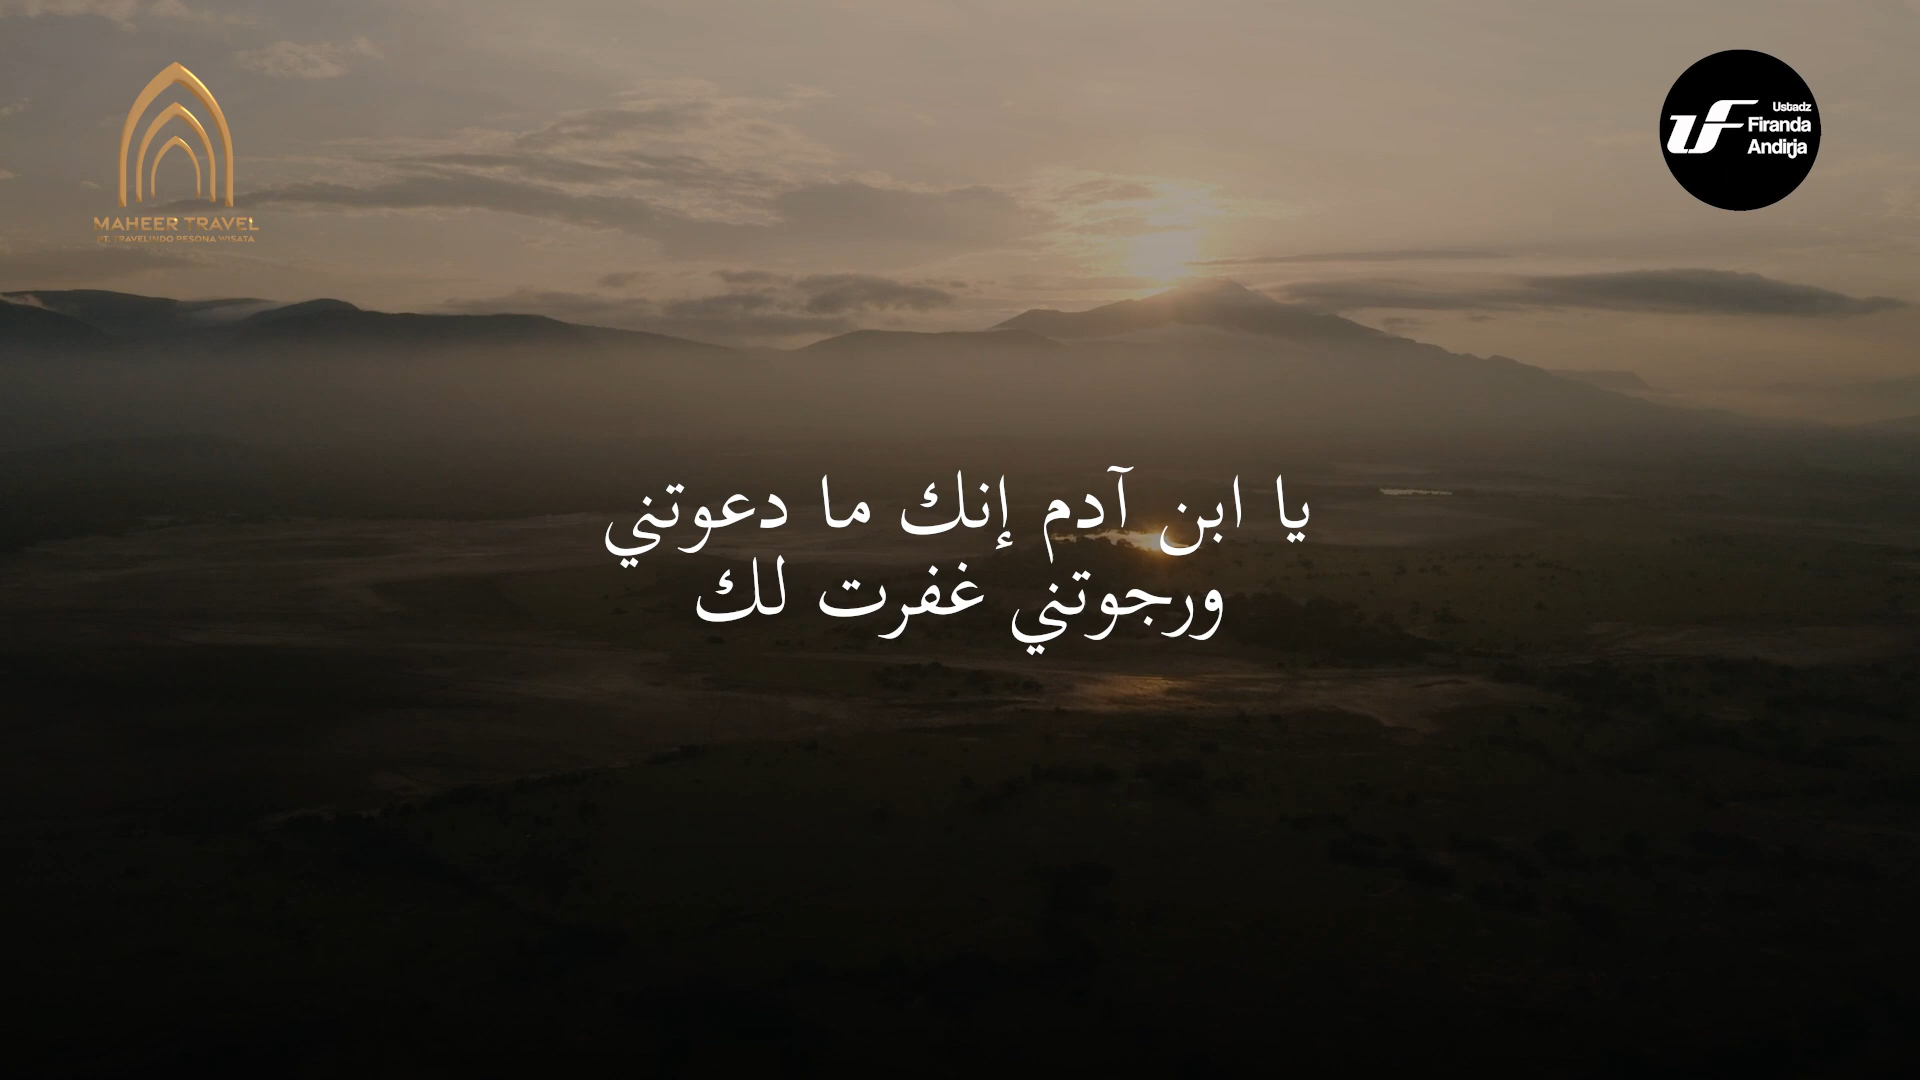 MAHEER TRAVEL
PT. TRAVELINDO PESONA WISATA
Ustadz
Firanda
Andirja
يا ابن آدم إنك ما دعوتني
ورجوتني غفرت لك